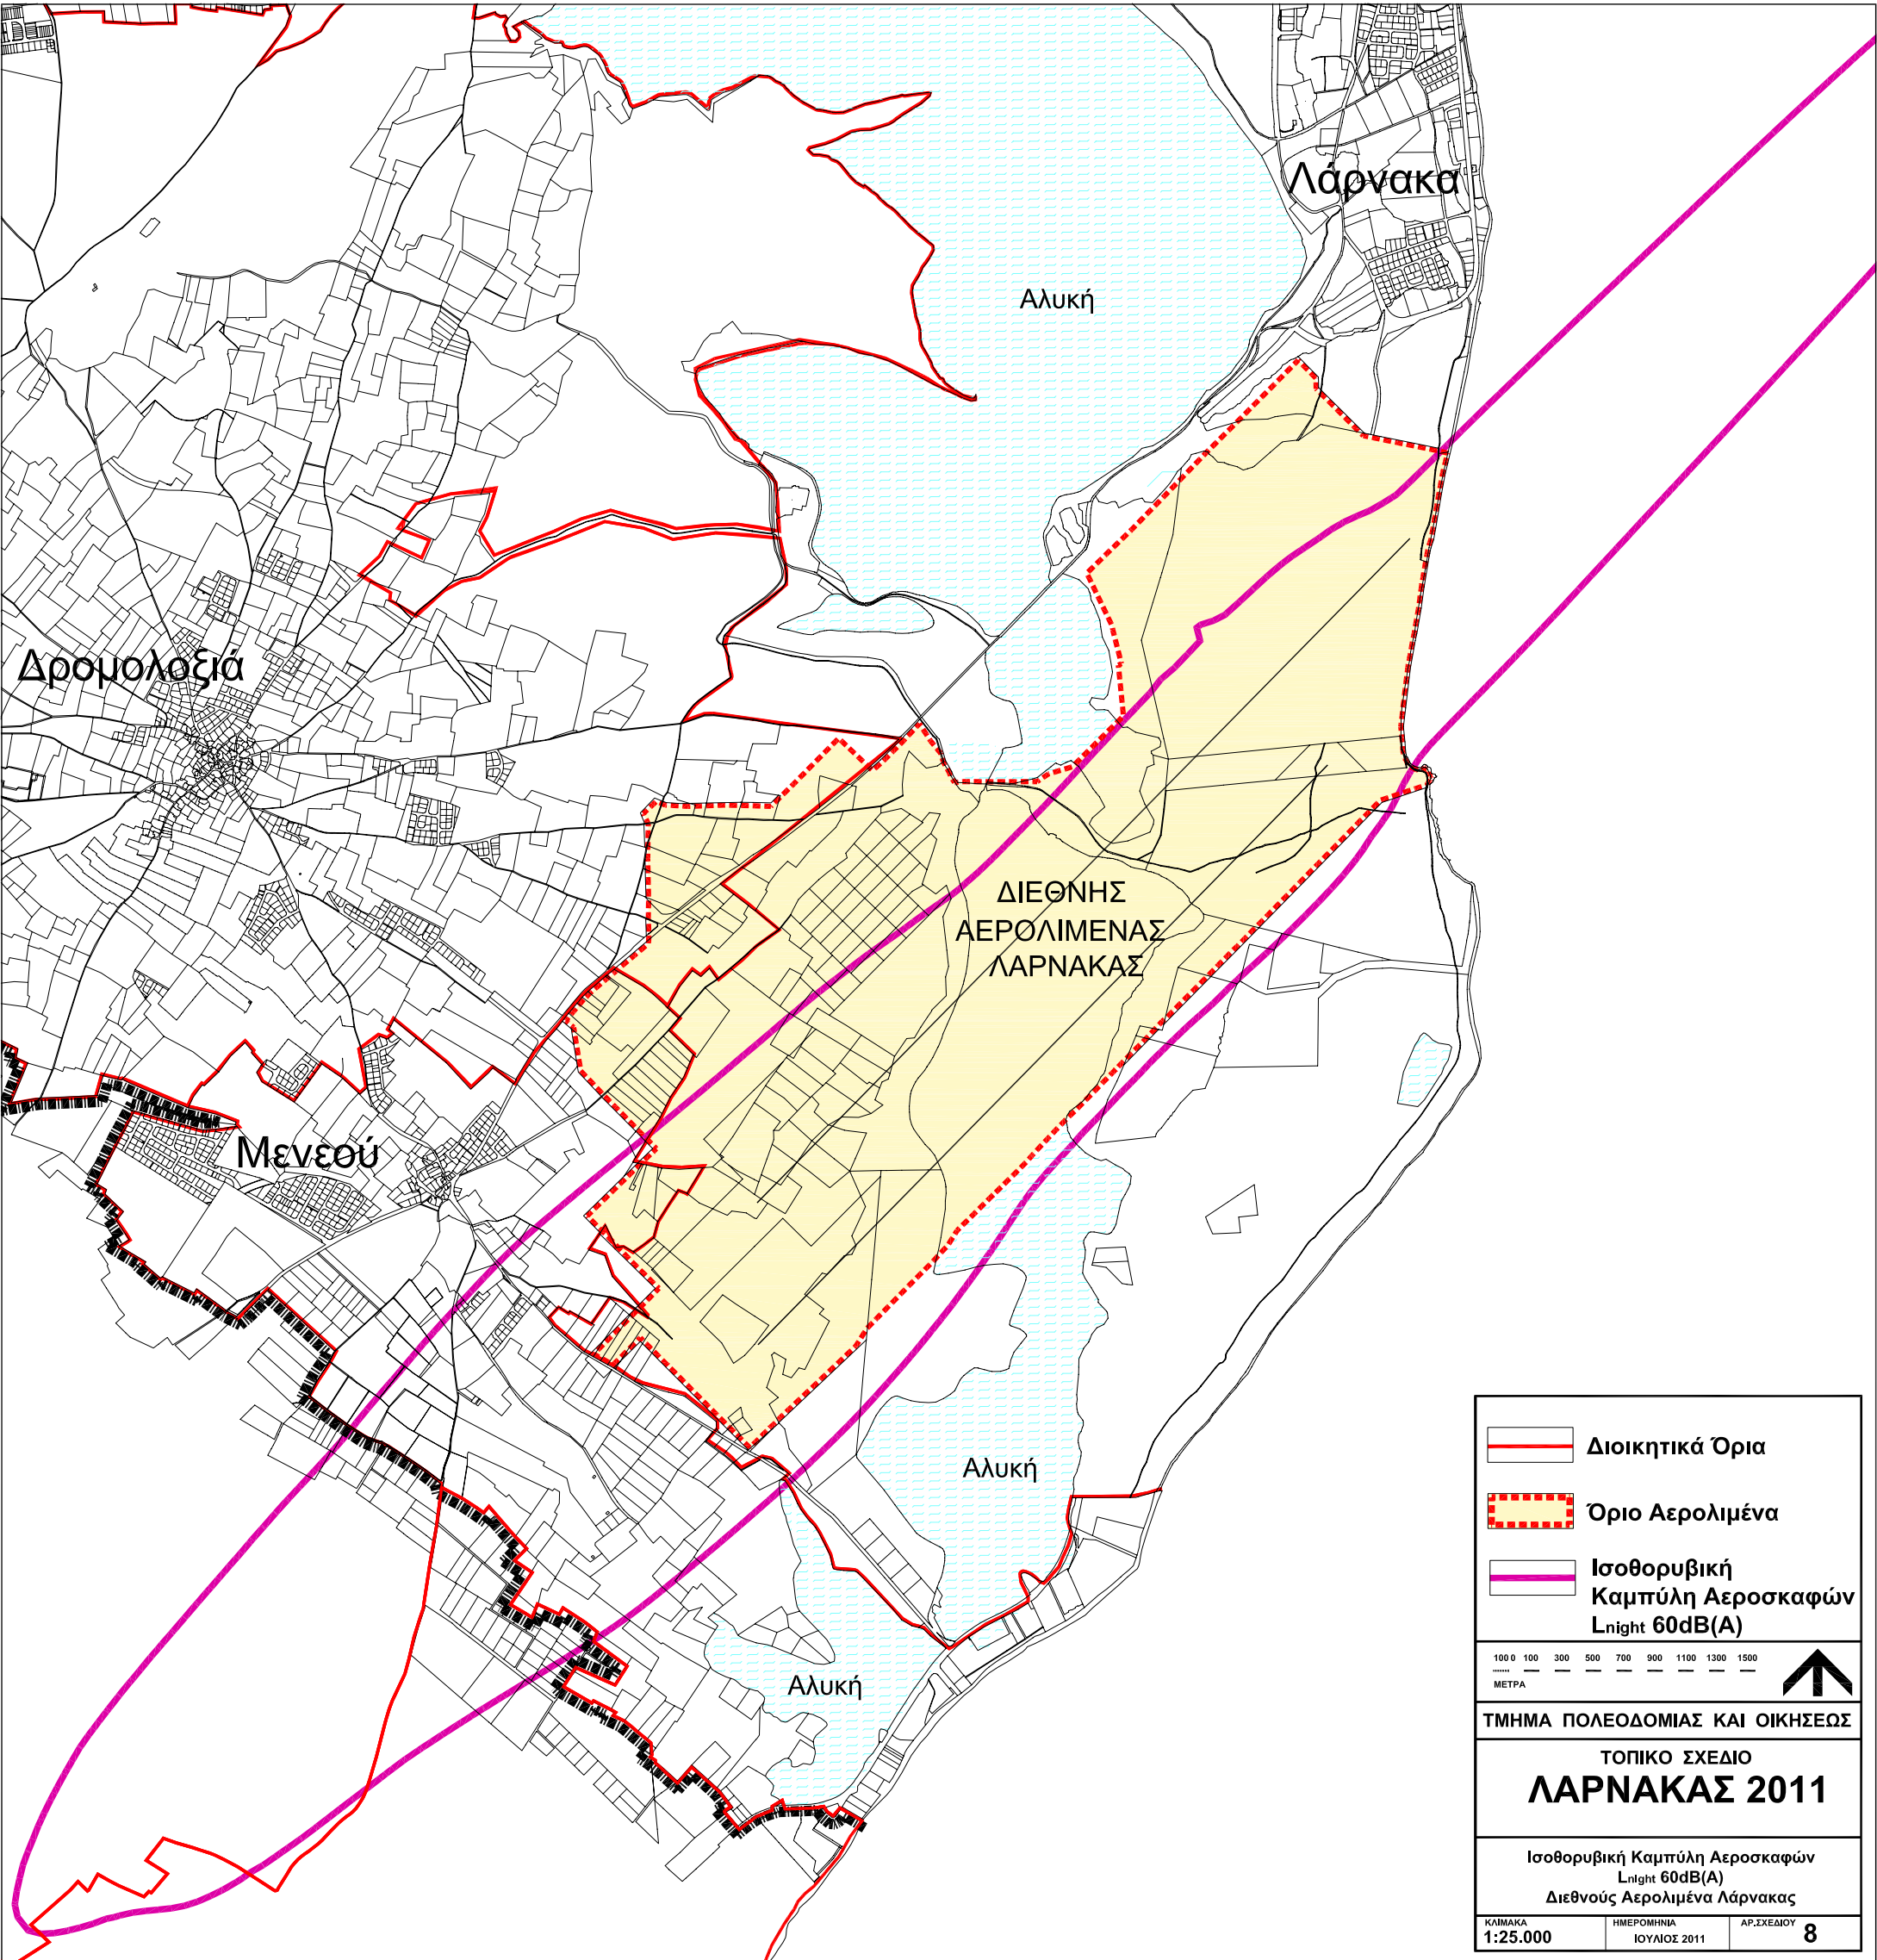 Λάρνακα
Αλυκή
Δρομολοξιά
ΔΙΕΘΝΗΣ
ΑΕΡΟΛΙΜΕΝΑΣ
ΛΑΡΝΑΚΑΣ
Μενεού
Αλυκή
Αλυκή
Διοικητικά Όρια
Όριο Αερολιμένα
Ισοθορυβική
Καμπύλη Αεροσκαφών
Lnight 60dB(A)
100 0 100 300 500 700 900 1100 1300 1500
ΜΕΤΡΑ
ΤΜΗΜΑ ΠΟΛΕΟΔΟΜΙΑΣ ΚΑΙ ΟΙΚΗΣΕΩΣ
ΤΟΠΙΚΟ ΣΧΕΔΙΟ
ΛΑΡΝΑΚΑΣ 2011
Ισοθορυβική Καμπύλη Αεροσκαφών
Lnight 60dB(A)
Διεθνούς Αερολιμένα Λάρνακας
ΚΛΙΜΑΚΑ
1:25.000
ΗΜΕΡΟΜΗΝΙΑ
ΙΟΥΛΙΟΣ 2011
ΑΡ.ΣΧΕΔΙΟΥ 8